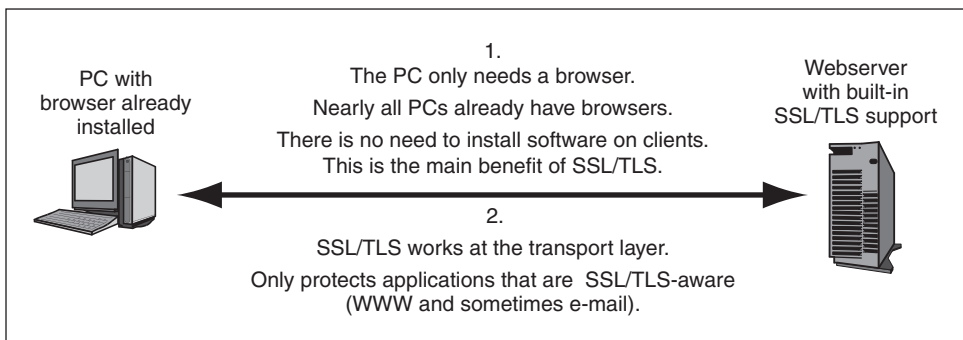 PC with
browser already
installed
1.
The PC only needs a browser.
Nearly all PCs already have browsers.
There is no need to install software on clients.
This is the main benefit of SSL/TLS.
Webserver
with built-in
SSL/TLS support
2.
SSL/TLS works at the transport layer.
Only protects applications that are SSL/TLS-aware
(WWW and sometimes e-mail).